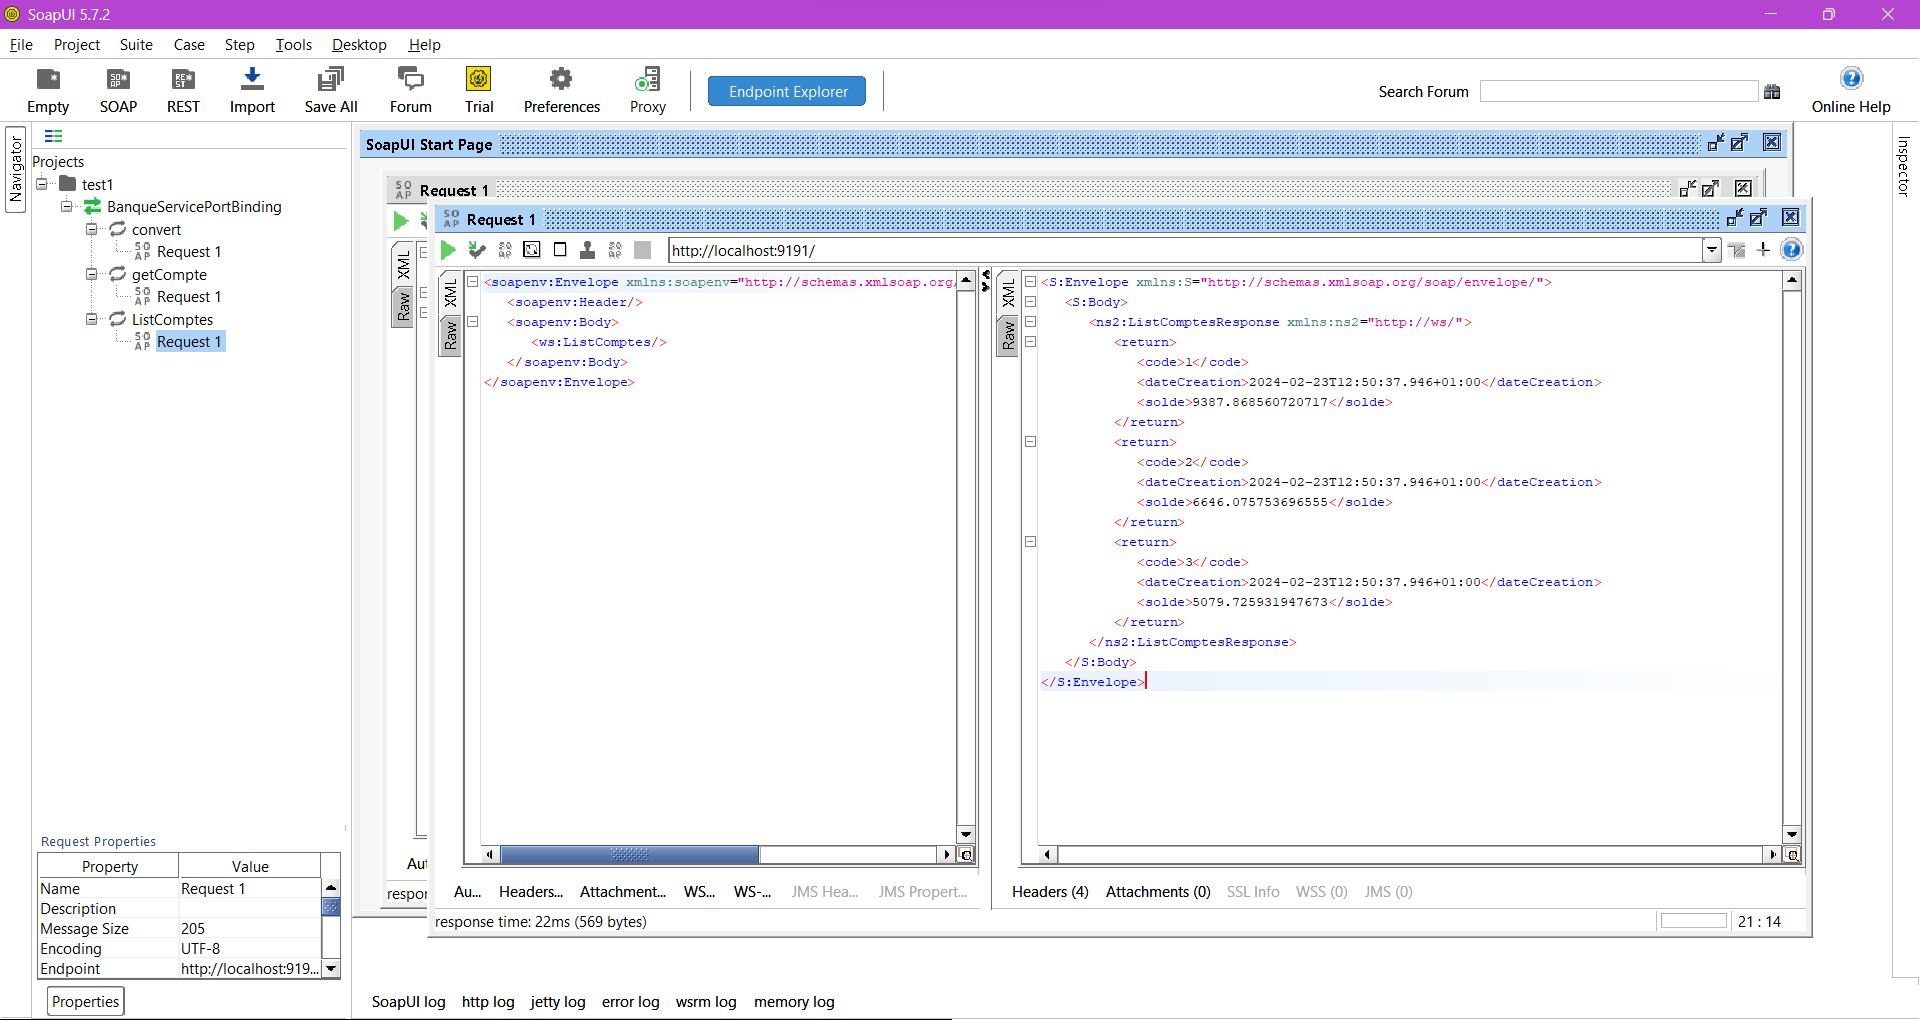 SoapUI 5.7.2
File Project Suite Case Step Tools Desktop Help
Empty SOAP REST Import Save All Forum Trial Preferences Proxy Endpoint Explorer Search Forum Online Help
Navigator
Inspector
Projects
test1
BanqueServicePortBinding
convert
Request 1
getCompte
Request 1
ListComptes
Request 1
SoapUI Start Page
Request 1
XML
Raw
Request 1
http://localhost:9191/
XML
Raw
<soapenv:Envelope xmlns:soapenv="http://schemas.xmlsoap.org/
<soapenv:Header/>
<soapenv:Body>
<ws:ListComptes/>
</soapenv:Body>
</soapenv:Envelope>
XML
Raw
<S:Envelope xmlns:S="http://schemas.xmlsoap.org/soap/envelope/">
<S:Body>
<ns2:ListComptesResponse xmlns:ns2="http://ws/">
<return>
<code>1</code>
<dateCreation>2024-02-23T12:50:37.946+01:00</dateCreation>
<solde>9387.868560720717</solde>
</return>
<return>
<code>2</code>
<dateCreation>2024-02-23T12:50:37.946+01:00</dateCreation>
<solde>6646.075753696555</solde>
</return>
<return>
<code>3</code>
<dateCreation>2024-02-23T12:50:37.946+01:00</dateCreation>
<solde>5079.725931947673</solde>
</return>
</ns2:ListComptesResponse>
</S:Body>
</S:Envelope>
Aut
respor
Au... Headers... Attachment... WS... WS-... JMS Hea... JMS Propert...
Headers (4) Attachments (0) SSL Info WSS (0) JMS (0)
response time: 22ms (569 bytes)
21 : 14
Request Properties
Property Value
Name Request 1
Description
Message Size 205
Encoding UTF-8
Endpoint http://localhost:919...
Properties
SoapUI log http log jetty log error log wsrm log memory log